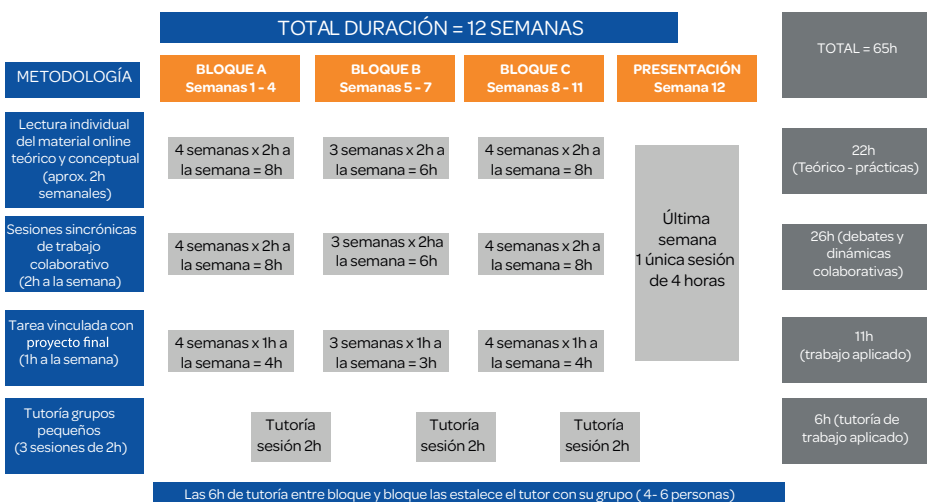 TOTAL DURACIÓN = 12 SEMANAS
TOTAL = 65h
METODOLOGÍA
BLOQUE A
Semanas 1 - 4
BLOQUE B
Semanas 5 - 7
BLOQUE C
Semanas 8 - 11
PRESENTACIÓN
Semana 12
Lectura individual
del material online
teórico y conceptual
(aprox. 2h
semanales)
4 semanas x 2h a
la semana = 8h
3 semanas x 2h a
la semana = 6h
4 semanas x 2h a
la semana = 8h
22h
(Teórico - prácticas)
Sesiones sincrónicas
de trabajo
colaborativo
(2h a la semana)
4 semanas x 2h a
la semana = 8h
3 semanas x 2ha
la semana = 6h
4 semanas x 2h a
la semana = 8h
Última
semana
1 única sesión
de 4 horas
26h (debates y
dinámicas
colaborativas)
Tarea vinculada con
proyecto final
(1h a la semana)
4 semanas x 1h a
la semana = 4h
3 semanas x 1h a
la semana = 3h
4 semanas x 1h a
la semana = 4h
11h
(trabajo aplicado)
Tutoría grupos
pequeños
(3 sesiones de 2h)
Tutoría
sesión 2h
Tutoría
sesión 2h
Tutoría
sesión 2h
6h (tutoría de
trabajo aplicado)
Las 6h de tutoría entre bloque y bloque las estalece el tutor con su grupo ( 4- 6 personas)